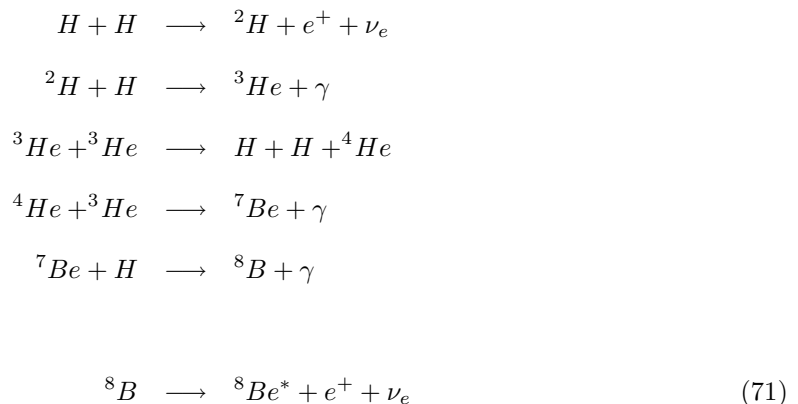 H + H ⟶ ²H + e⁺ + νₑ
²H + H ⟶ ³He + γ
³He + ³He ⟶ H + H + ⁴He
⁴He + ³He ⟶ ⁷Be + γ
⁷Be + H ⟶ ⁸B + γ
⁸B ⟶ ⁸Be* + e⁺ + νₑ (71)